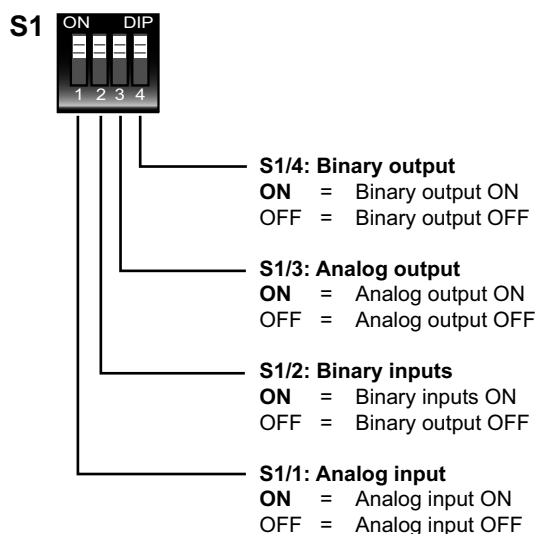 S1
ON DIP
1 2 3 4
S1/4: Binary output
ON = Binary output ON
OFF = Binary output OFF
S1/3: Analog output
ON = Analog output ON
OFF = Analog output OFF
S1/2: Binary inputs
ON = Binary inputs ON
OFF = Binary output OFF
S1/1: Analog input
ON = Analog input ON
OFF = Analog input OFF